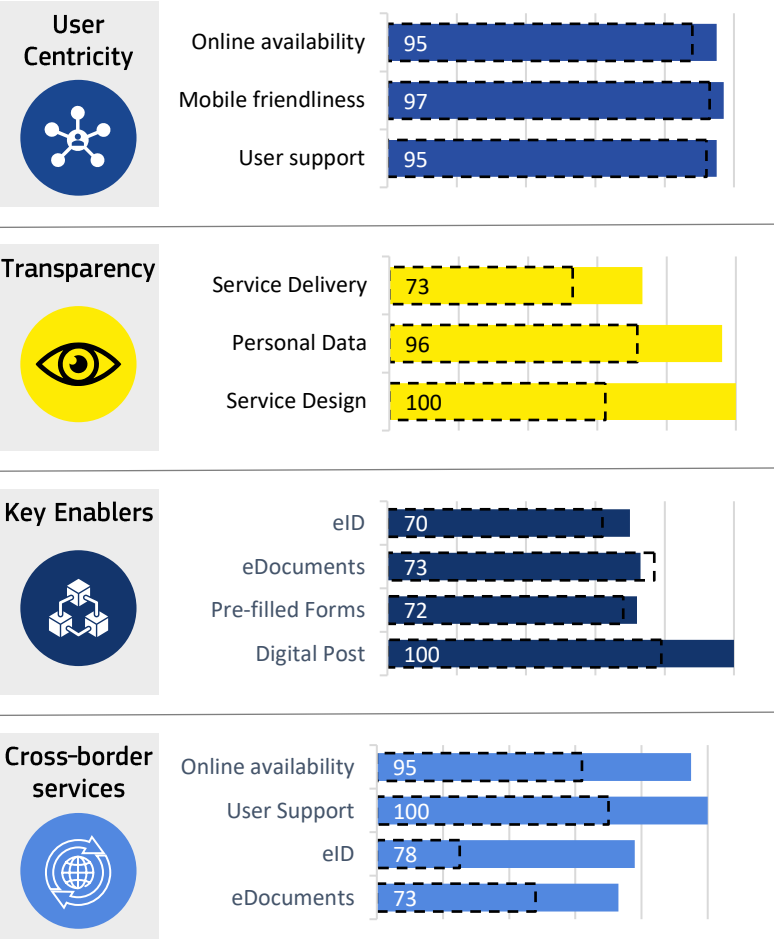 User
Centricity
Online availability 95
Mobile friendliness 97
User support 95
Transparency
Service Delivery 73
Personal Data 96
Service Design 100
Key Enablers
eID 70
eDocuments 73
Pre-filled Forms 72
Digital Post 100
Cross-border
services
Online availability 95
User Support 100
eID 78
eDocuments 73